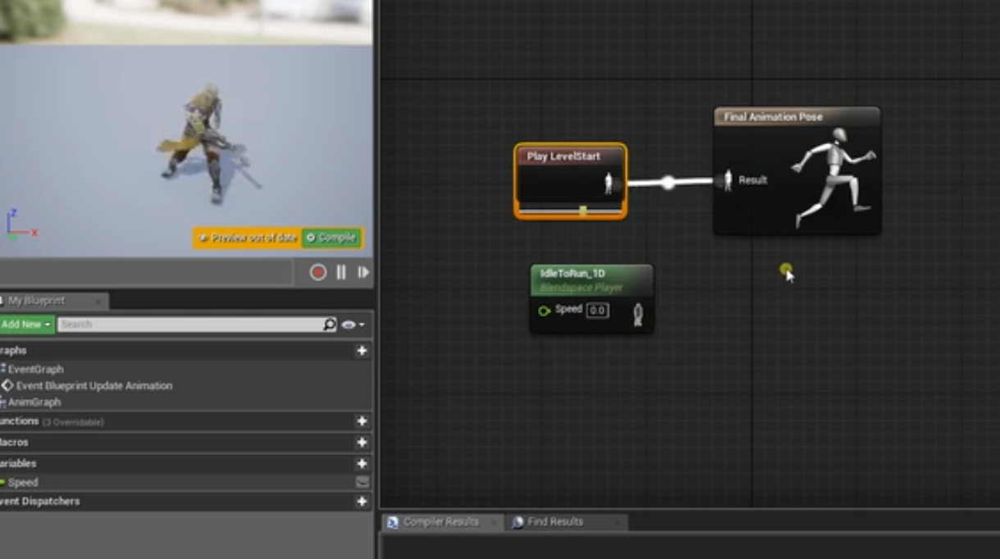 Play LevelStart
Final Animation Pose
Result
IdleToRun_1D
Blendspace Player
Speed 0.0
Z
X
Preview out of date
Compile
My Blueprint
Add New
Search
raphs
EventGraph
Event Blueprint Update Animation
AnimGraph
unctions (3 Overridable)
Macros
ariables
Speed
vent Dispatchers
Compiler Results
Find Results